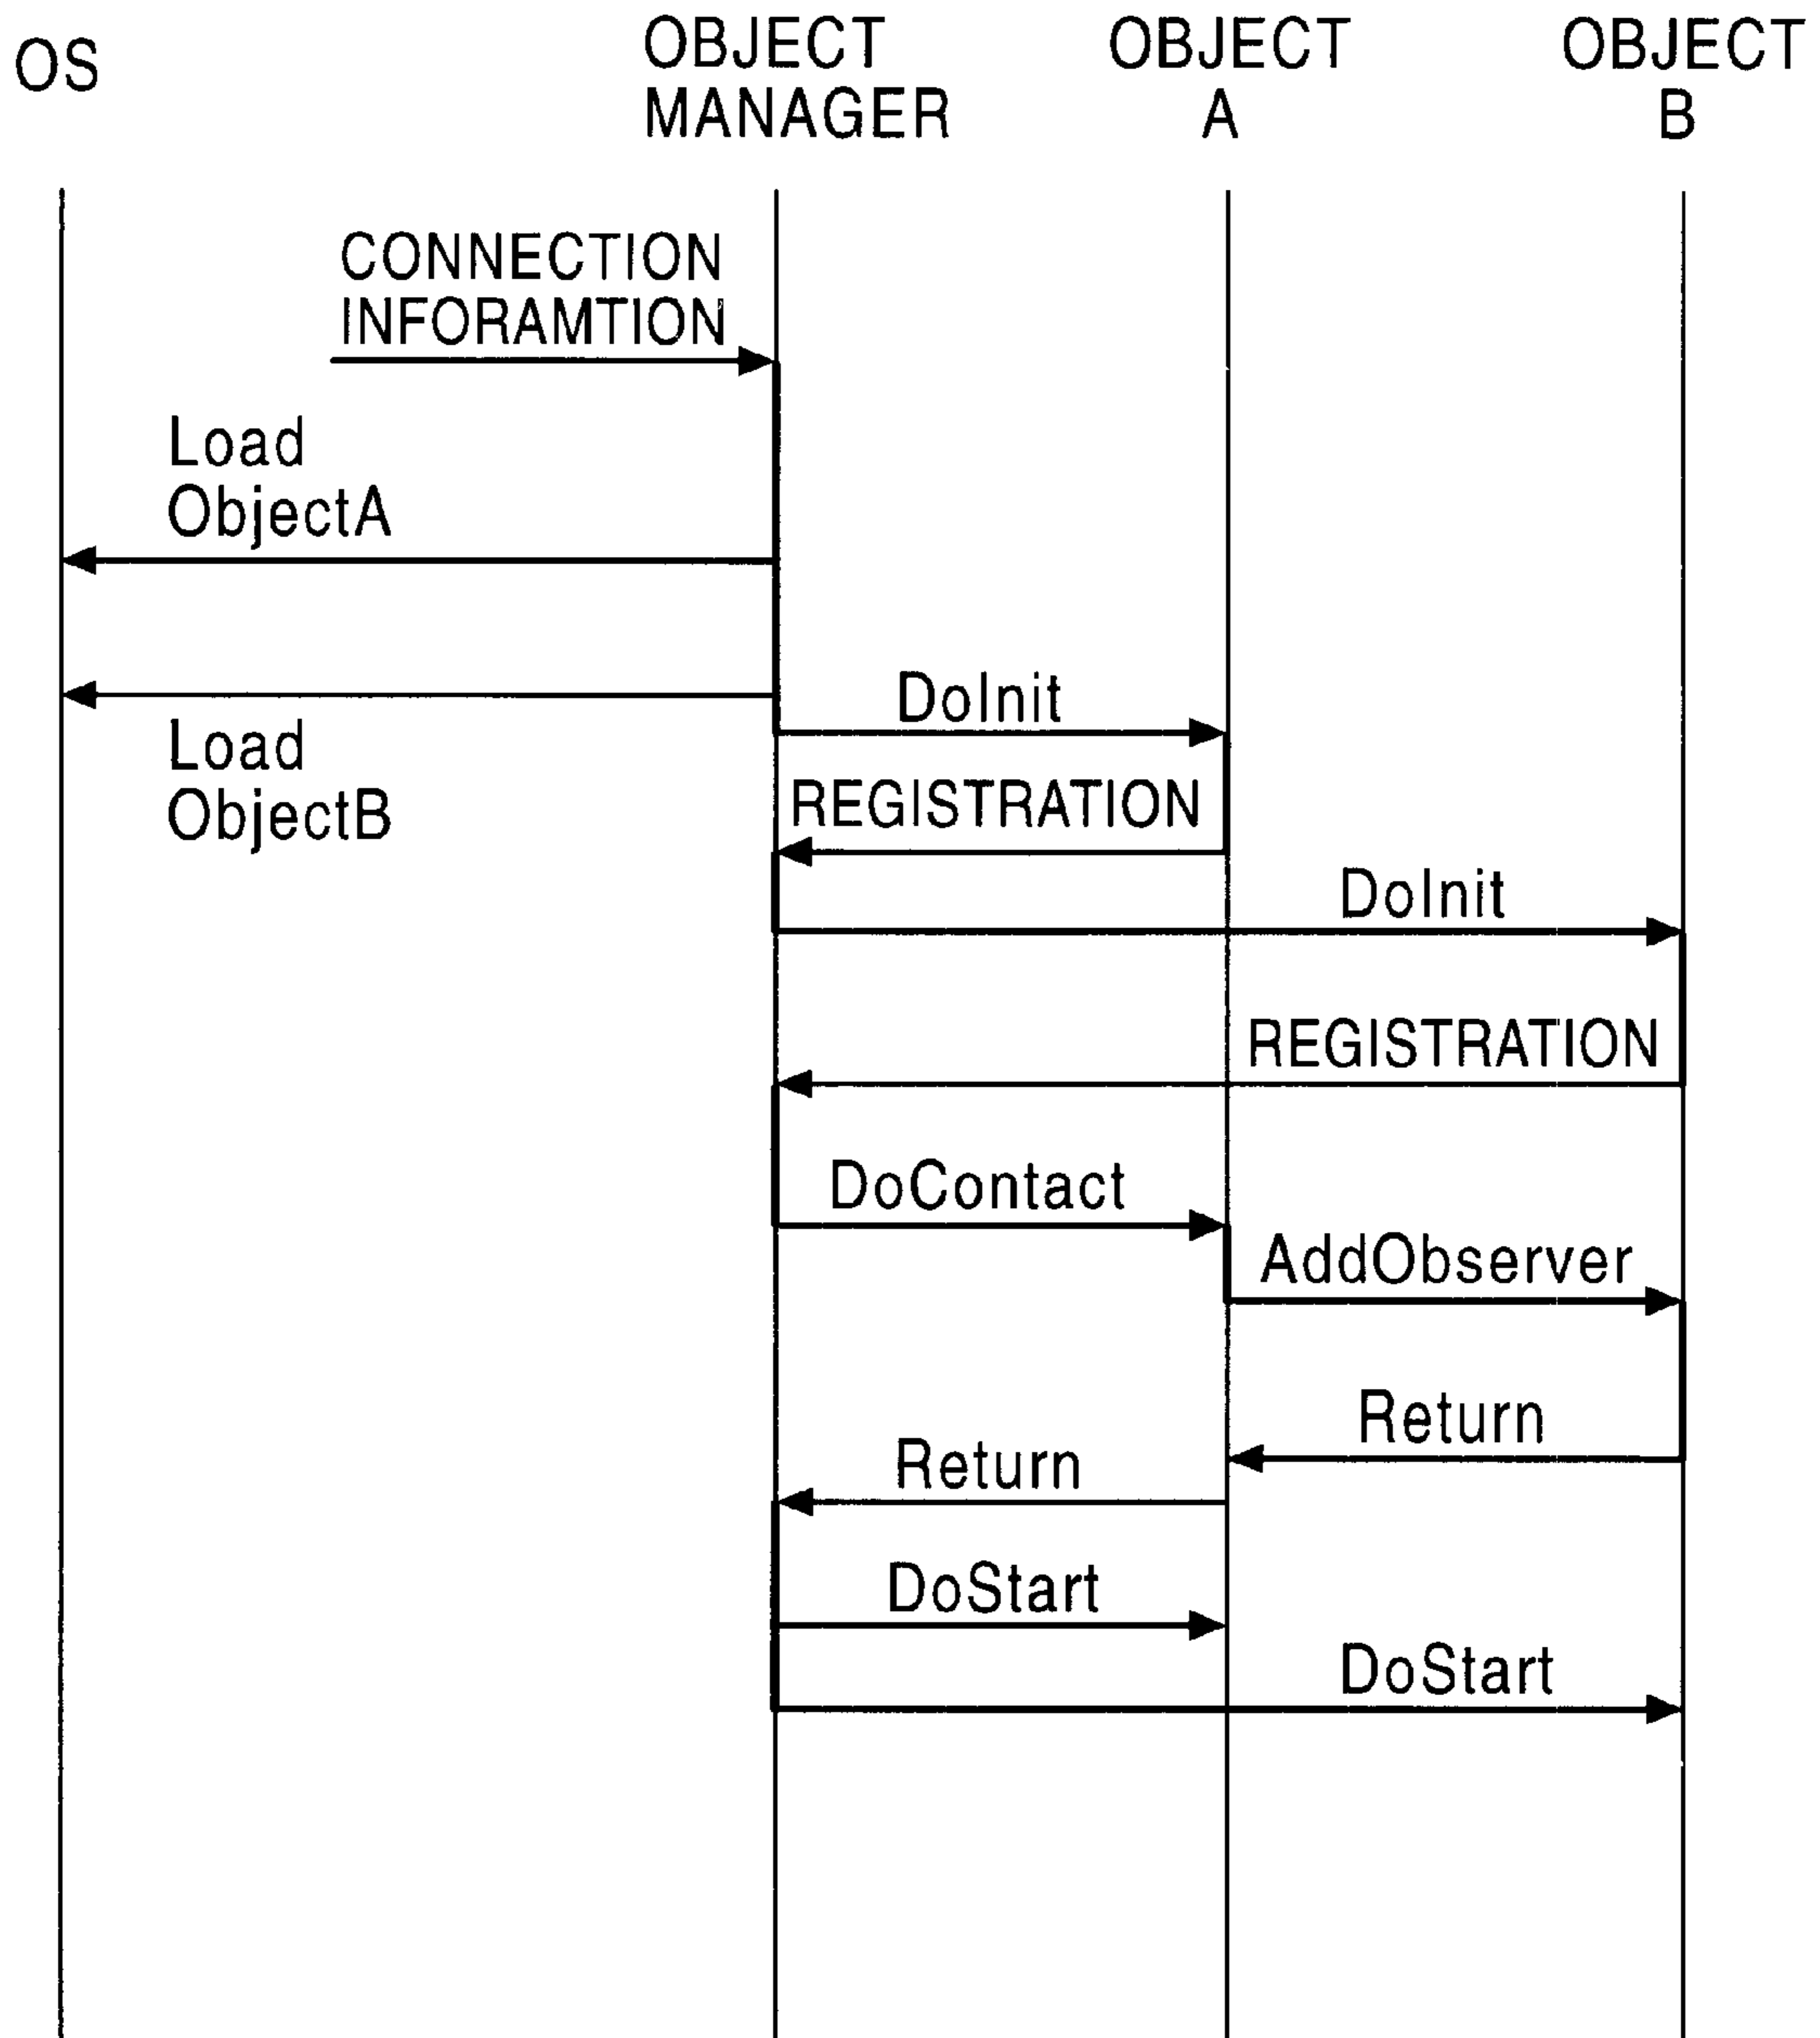 OS
OBJECT
MANAGER
OBJECT
A
OBJECT
B
CONNECTION
INFORAMTION
Load
ObjectA
DoInit
Load
ObjectB
REGISTRATION
DoInit
REGISTRATION
DoContact
AddObserver
Return
Return
DoStart
DoStart